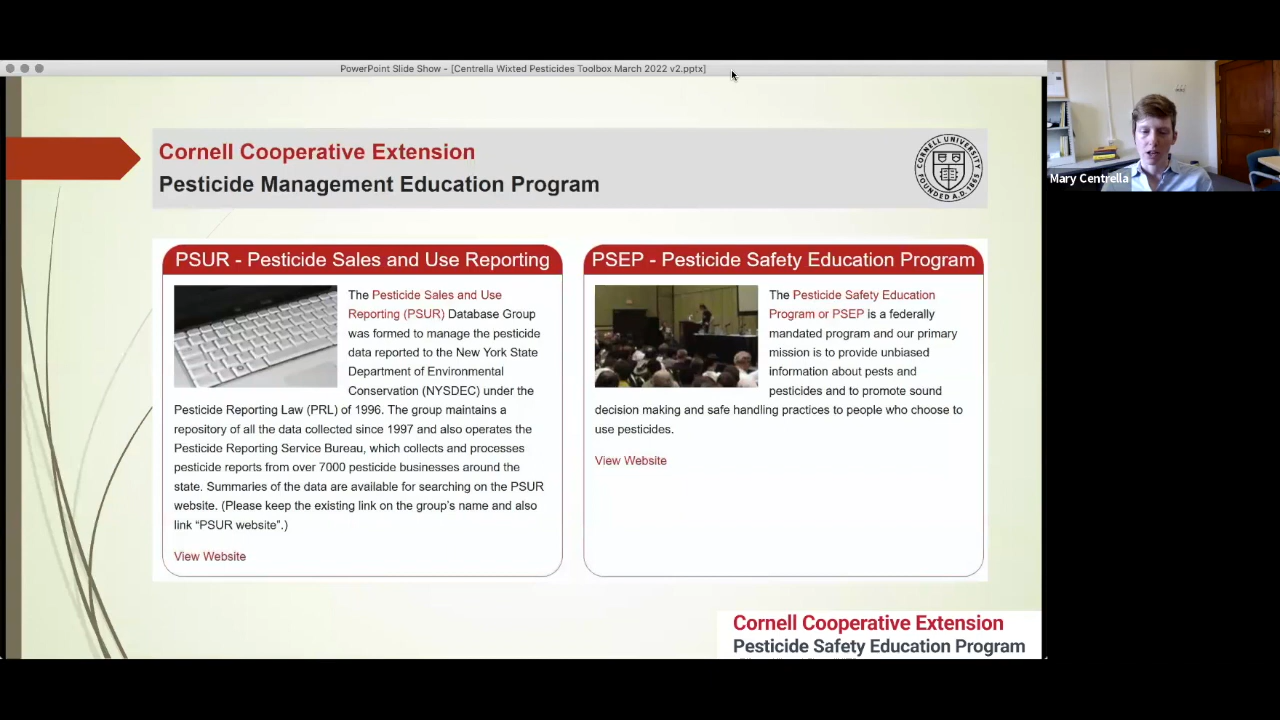 PowerPoint Slide Show - [Centrella Wixted Pesticides Toolbox March 2022 v2.pptx]
Cornell Cooperative Extension
Pesticide Management Education Program
CORNELL UNIVERSITY
FOUNDED A.D. 1865
Mary Centrella
PSUR - Pesticide Sales and Use Reporting
The Pesticide Sales and Use
Reporting (PSUR) Database Group
was formed to manage the pesticide
data reported to the New York State
Department of Environmental
Conservation (NYSDEC) under the
Pesticide Reporting Law (PRL) of 1996. The group maintains a
repository of all the data collected since 1997 and also operates the
Pesticide Reporting Service Bureau, which collects and processes
pesticide reports from over 7000 pesticide businesses around the
state. Summaries of the data are available for searching on the PSUR
website. (Please keep the existing link on the group's name and also
link “PSUR website”.)
View Website
PSEP - Pesticide Safety Education Program
The Pesticide Safety Education
Program or PSEP is a federally
mandated program and our primary
mission is to provide unbiased
information about pests and
pesticides and to promote sound
decision making and safe handling practices to people who choose to
use pesticides.
View Website
Cornell Cooperative Extension
Pesticide Safety Education Program